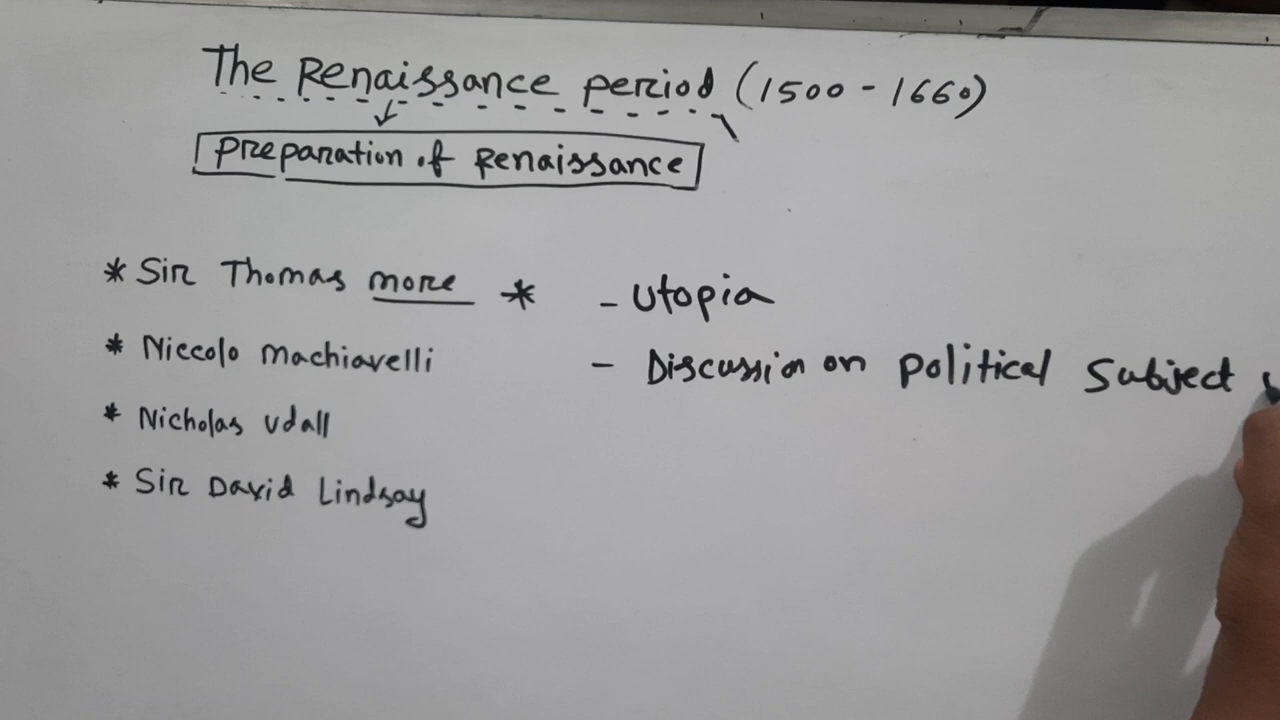 The Renaissance period (1500 - 1660)
Preparation of Renaissance
* Sir Thomas more *
- Utopia
* Niccolo machiavelli
- Discussion on political Subject
* Nicholas Udall
* Sir David Lindsay